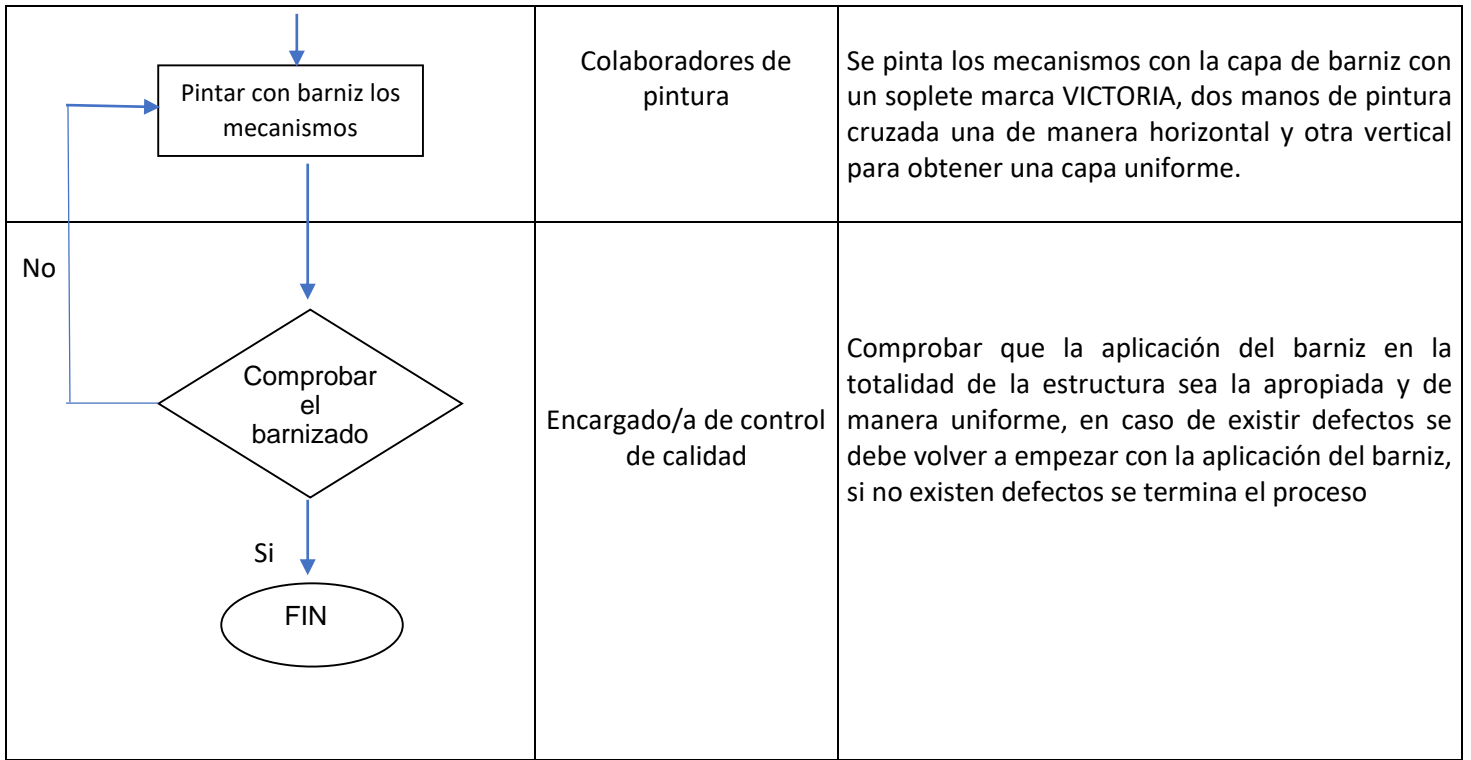 Pintar con barniz los
mecanismos
Colaboradores de
pintura
Se pinta los mecanismos con la capa de barniz con
un soplete marca VICTORIA, dos manos de pintura
cruzada una de manera horizontal y otra vertical
para obtener una capa uniforme.
No
Comprobar
el
barnizado
Si
FIN
Encargado/a de control
de calidad
Comprobar que la aplicación del barniz en la
totalidad de la estructura sea la apropiada y de
manera uniforme, en caso de existir defectos se
debe volver a empezar con la aplicación del barniz,
si no existen defectos se termina el proceso